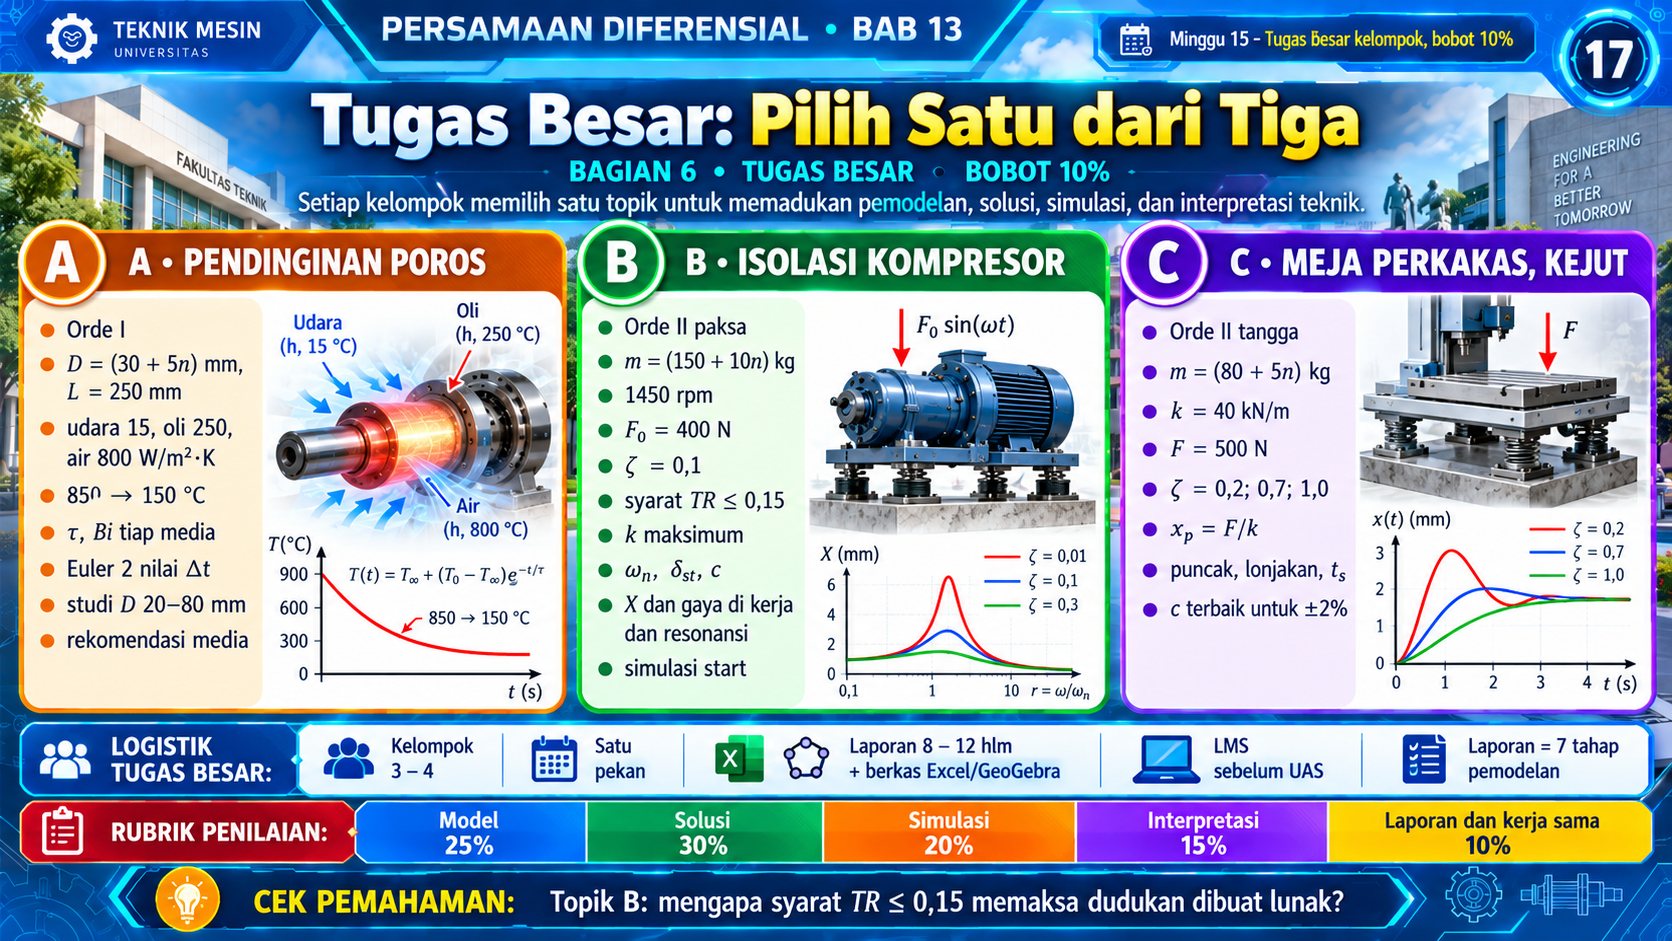 TEKNIK MESIN
UNIVERSITAS
PERSAMAAN DIFERENSIAL • BAB 13
Minggu 15 – Tugas Besar kelompok, bobot 10%
17
Tugas Besar: Pilih Satu dari Tiga
BAGIAN 6 • TUGAS BESAR • BOBOT 10%
Setiap kelompok memilih satu topik untuk memadukan pemodelan, solusi, simulasi, dan interpretasi teknik.
FAKULTAS TEKNIK
ENGINEERING
FOR A
BETTER
TOMORROW
A
A • PENDINGINAN POROS
Orde I
D = (30 + 5n) mm,
L = 250 mm
udara 15, oli 250,
air 800 W/m²·K
850 → 150 °C
τ, Bi tiap media
Euler 2 nilai Δt
studi D 20–80 mm
rekomendasi media
Udara
(h, 15 °C)
Oli
(h, 250 °C)
Air
(h, 800 °C)
T(°C)
900
600
300
0
T(t) = T∞ + (T₀ − T∞)e^−t/τ
850 → 150 °C
t (s)
B
B • ISOLASI KOMPRESOR
Orde II paksa
m = (150 + 10n) kg
1450 rpm
F₀ = 400 N
ζ = 0,1
syarat TR ≤ 0,15
k maksimum
ωn, δst, c
X dan gaya di kerja
dan resonansi
simulasi start
F₀ sin(ωt)
X (mm)
6
4
2
0
ζ = 0,01
ζ = 0,1
ζ = 0,3
0,1 1 10 r = ω/ωn
C
C • MEJA PERKAKAS, KEJUT
Orde II tangga
m = (80 + 5n) kg
k = 40 kN/m
F = 500 N
ζ = 0,2; 0,7; 1,0
xp = F/k
puncak, lonjakan, ts
c terbaik untuk ±2%
F
x(t) (mm)
3
2
1
0
ζ = 0,2
ζ = 0,7
ζ = 1,0
0 1 2 3 4 t (s)
LOGISTIK
TUGAS BESAR:
Kelompok
3 – 4
Satu
pekan
X
Laporan 8 – 12 hlm
+ berkas Excel/GeoGebra
LMS
sebelum UAS
Laporan = 7 tahap
pemodelan
RUBRIK PENILAIAN:
Model
25%
Solusi
30%
Simulasi
20%
Interpretasi
15%
Laporan dan kerja sama
10%
CEK PEMAHAMAN:
Topik B: mengapa syarat TR ≤ 0,15 memaksa dudukan dibuat lunak?